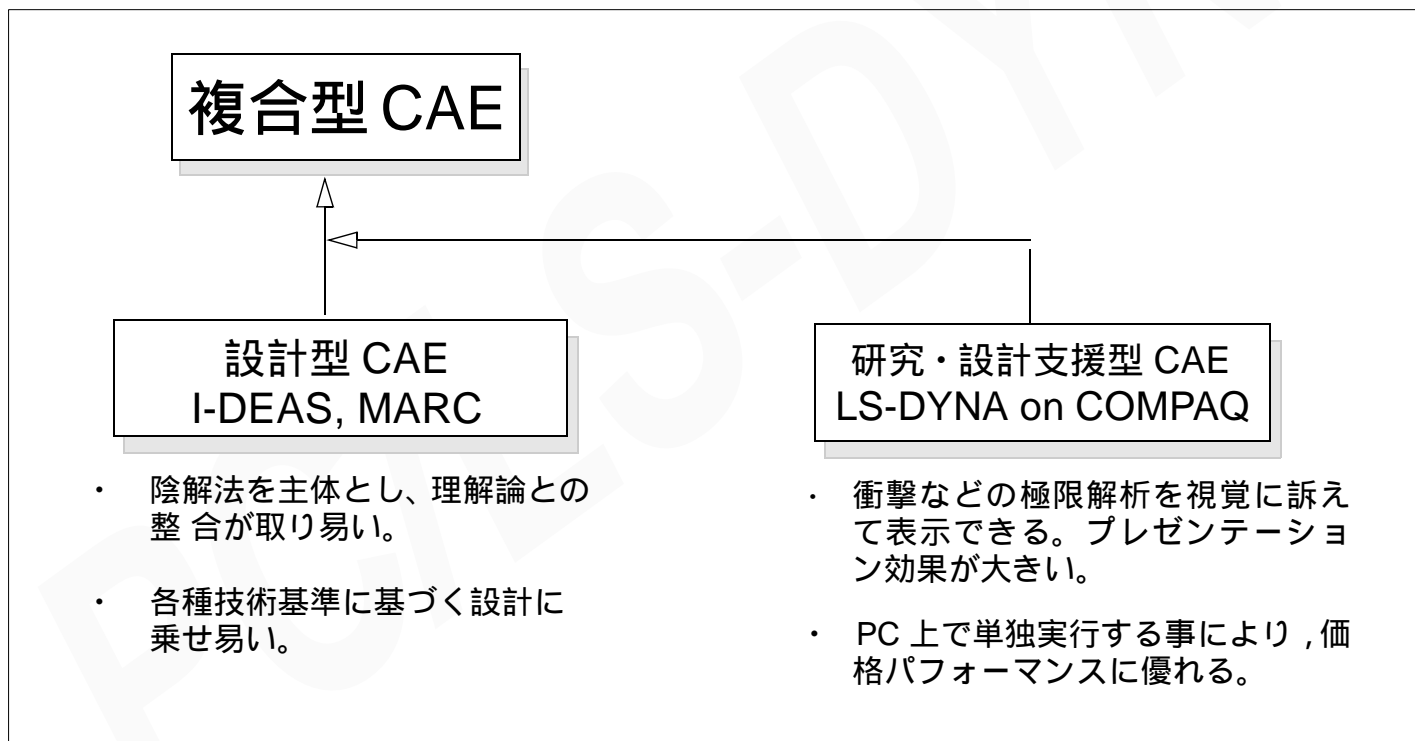 複合型 CAE
設計型 CAE
I-DEAS, MARC
・ 陰解法を主体とし、理解論との
整 合が取り易い。
・ 各種技術基準に基づく設計に
乗せ易い。
研究・設計支援型 CAE
LS-DYNA on COMPAQ
・ 衝撃などの極限解析を視覚に訴え
て表示できる。プレゼンテーショ
ン効果が大きい。
・ PC 上で単独実行する事により , 価
格パフォーマンスに優れる。
PC/LS-DYN